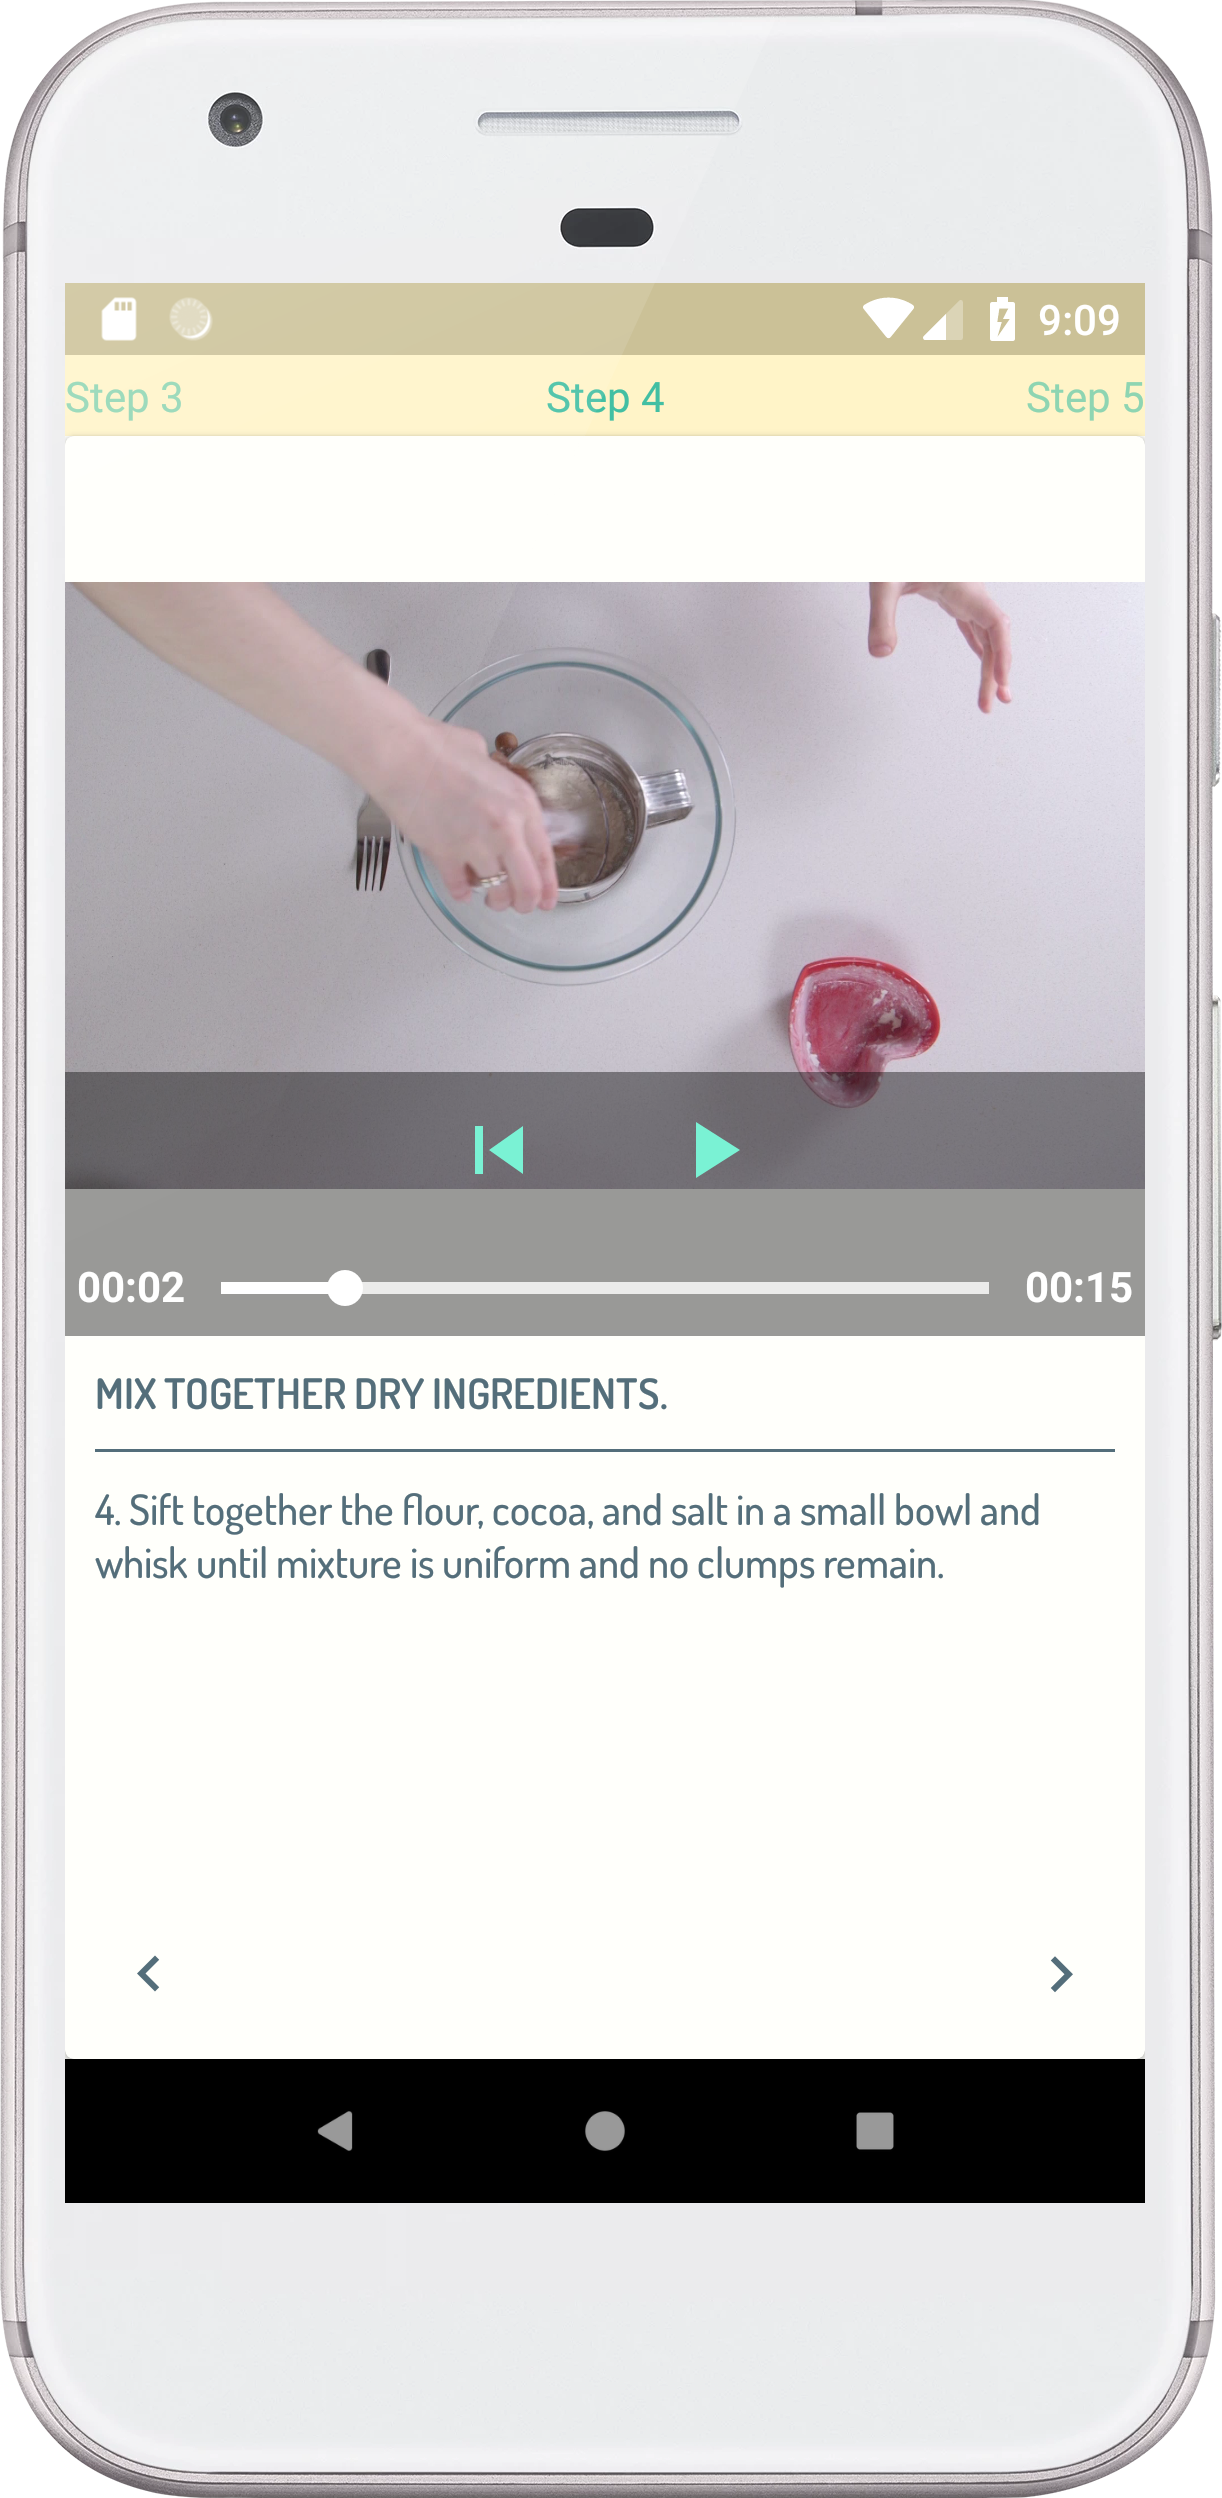 9:09
Step 3 Step 4 Step 5
00:02 00:15
MIX TOGETHER DRY INGREDIENTS.
4. Sift together the flour, cocoa, and salt in a small bowl and
whisk until mixture is uniform and no clumps remain.